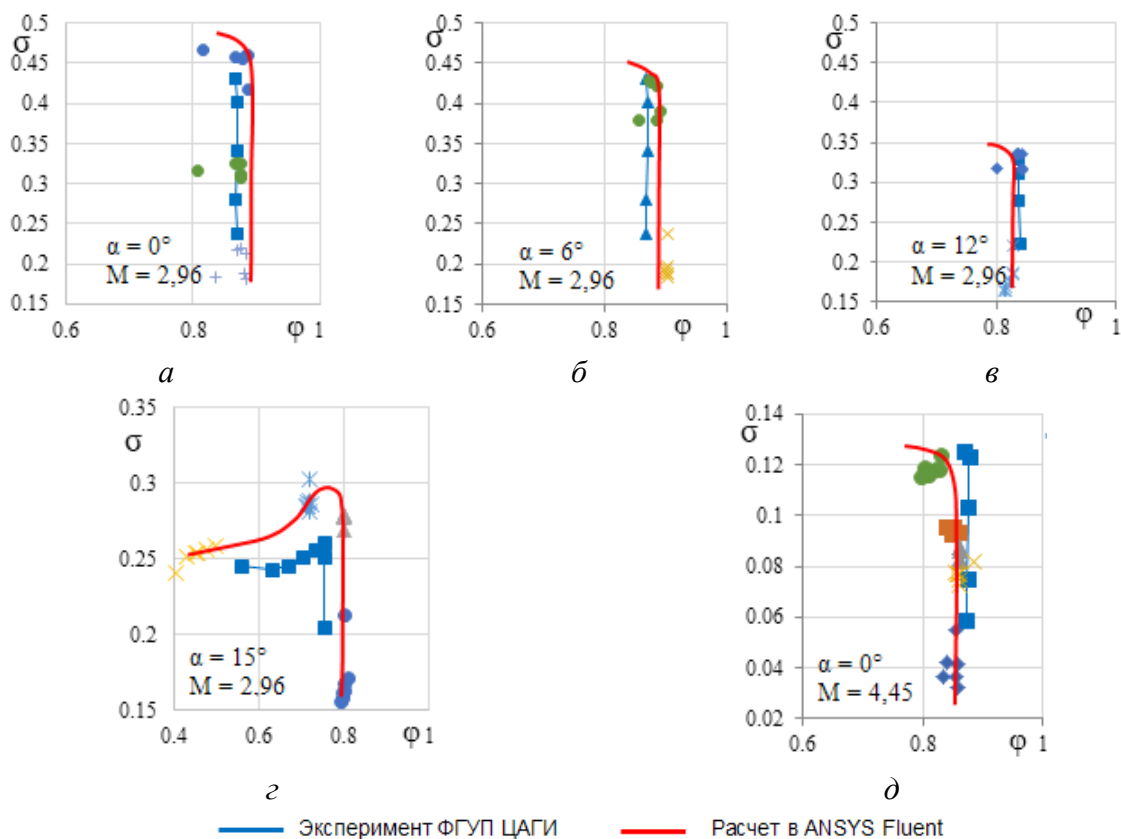 0.5
σ
0.45
0.4
0.35
0.3
0.25
0.2
0.15
α = 0°
M = 2,96
0.6
0.8
φ
1
а
0.5
σ
0.45
0.4
0.35
0.3
0.25
0.2
0.15
α = 6°
M = 2,96
0.6
0.8
φ
1
б
0.5
σ
0.45
0.4
0.35
0.3
0.25
0.2
0.15
α = 12°
M = 2,96
0.6
0.8
φ
1
в
0.35
σ
0.3
0.25
0.2
0.15
α = 15°
M = 2,96
0.4
0.6
0.8
φ 1
г
0.14
σ
0.12
0.1
0.08
0.06
0.04
0.02
α = 0°
M = 4,45
0.6
0.8
φ
1
д
Эксперимент ФГУП ЦАГИ
Расчет в ANSYS Fluent